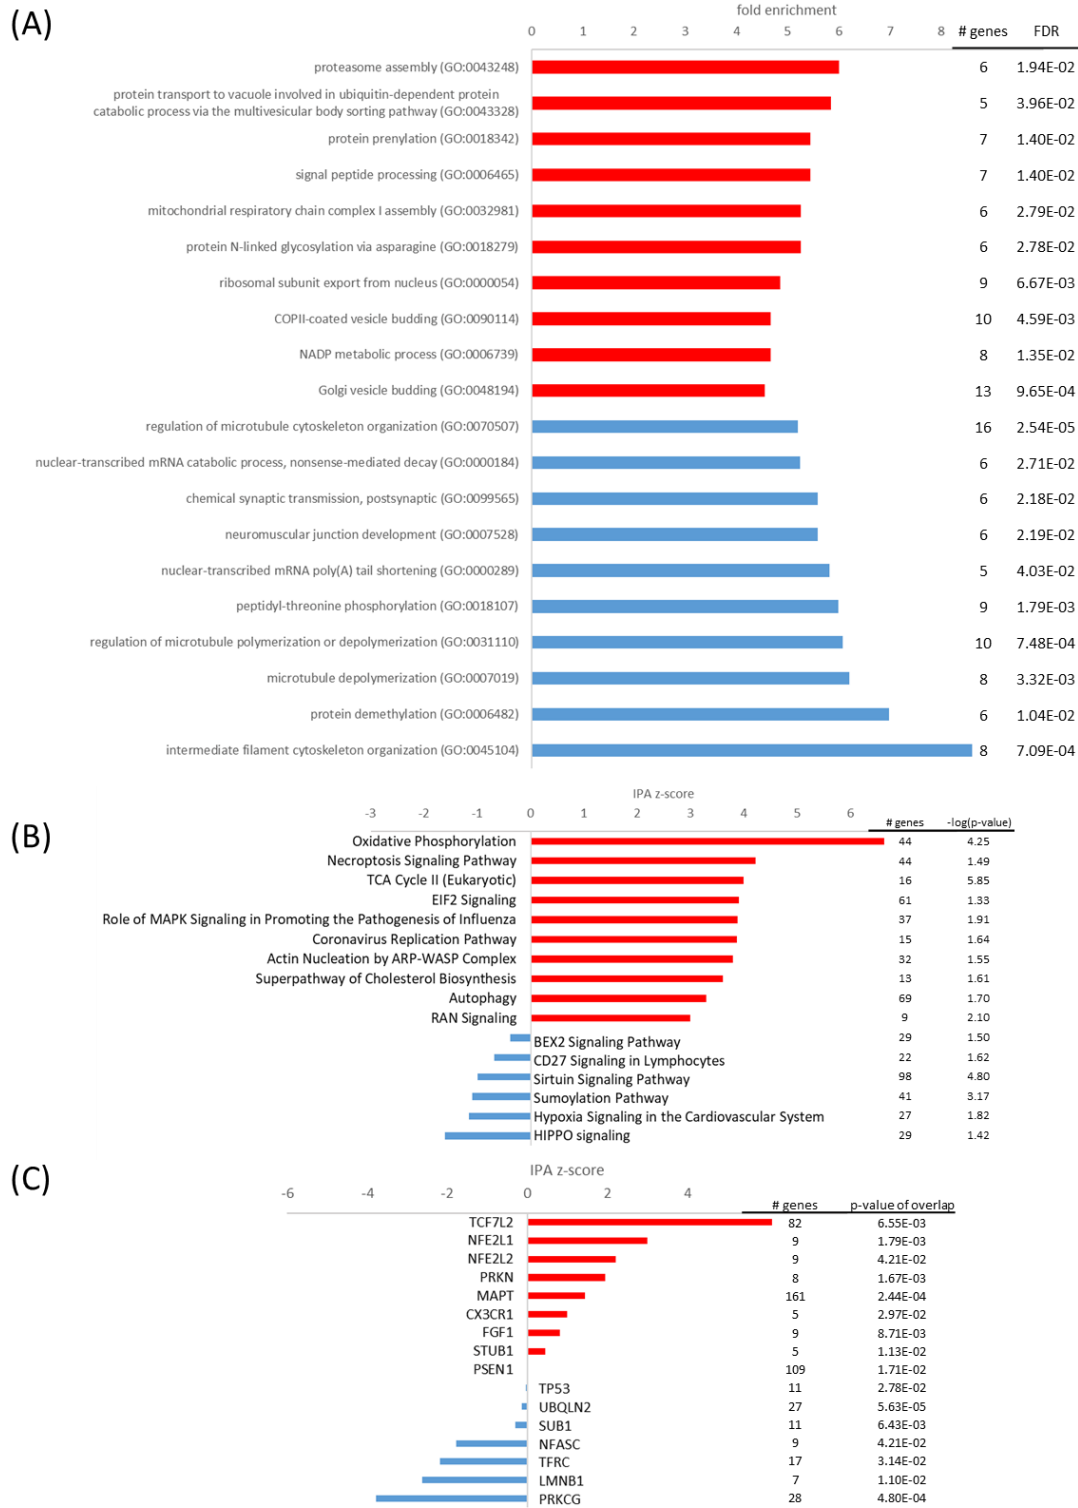 (A)
fold enrichment
0 1 2 3 4 5 6 7 8 # genes FDR
proteasome assembly (GO:0043248) 6 1.94E-02
protein transport to vacuole involved in ubiquitin-dependent protein
catabolic process via the multivesicular body sorting pathway (GO:0043328) 5 3.96E-02
protein prenylation (GO:0018342) 7 1.40E-02
signal peptide processing (GO:0006465) 7 1.40E-02
mitochondrial respiratory chain complex I assembly (GO:0032981) 6 2.79E-02
protein N-linked glycosylation via asparagine (GO:0018279) 6 2.78E-02
ribosomal subunit export from nucleus (GO:0000054) 9 6.67E-03
COPII-coated vesicle budding (GO:0090114) 10 4.59E-03
NADP metabolic process (GO:0006739) 8 1.35E-02
Golgi vesicle budding (GO:0048194) 13 9.65E-04
regulation of microtubule cytoskeleton organization (GO:0070507) 16 2.54E-05
nuclear-transcribed mRNA catabolic process, nonsense-mediated decay (GO:0000184) 6 2.71E-02
chemical synaptic transmission, postsynaptic (GO:0099565) 6 2.18E-02
neuromuscular junction development (GO:0007528) 6 2.19E-02
nuclear-transcribed mRNA poly(A) tail shortening (GO:0000289) 5 4.03E-02
peptidyl-threonine phosphorylation (GO:0018107) 9 1.79E-03
regulation of microtubule polymerization or depolymerization (GO:0031110) 10 7.48E-04
microtubule depolymerization (GO:0007019) 8 3.32E-03
protein demethylation (GO:0006482) 6 1.04E-02
intermediate filament cytoskeleton organization (GO:0045104) 8 7.09E-04
(B)
IPA z-score
-3 -2 -1 0 1 2 3 4 5 6 # genes -log(p-value)
Oxidative Phosphorylation 44 4.25
Necroptosis Signaling Pathway 44 1.49
TCA Cycle II (Eukaryotic) 16 5.85
EIF2 Signaling 61 1.33
Role of MAPK Signaling in Promoting the Pathogenesis of Influenza 37 1.91
Coronavirus Replication Pathway 15 1.64
Actin Nucleation by ARP-WASP Complex 32 1.55
Superpathway of Cholesterol Biosynthesis 13 1.61
Autophagy 69 1.70
RAN Signaling 9 2.10
BEX2 Signaling Pathway 29 1.50
CD27 Signaling in Lymphocytes 22 1.62
Sirtuin Signaling Pathway 98 4.80
Sumoylation Pathway 41 3.17
Hypoxia Signaling in the Cardiovascular System 27 1.82
HIPPO signaling 29 1.42
(C)
IPA z-score
-6 -4 -2 0 2 4 # genes p-value of overlap
TCF7L2 82 6.55E-03
NFE2L1 9 1.79E-03
NFE2L2 9 4.21E-02
PRKN 8 1.67E-03
MAPT 161 2.44E-04
CX3CR1 5 2.97E-02
FGF1 9 8.71E-03
STUB1 5 1.13E-02
PSEN1 109 1.71E-02
TP53 11 2.78E-02
UBQLN2 27 5.63E-05
SUB1 11 6.43E-03
NFASC 9 4.21E-02
TFRC 17 3.14E-02
LMNB1 7 1.10E-02
PRKCG 28 4.80E-04